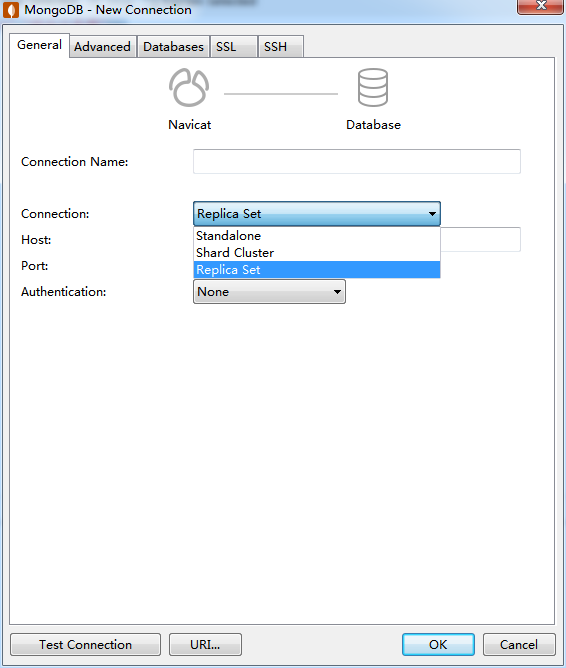 MongoDB - New Connection
General
Advanced
Databases
SSL
SSH
Navicat
Database
Connection Name:
Connection:
Replica Set
Standalone
Shard Cluster
Replica Set
Host:
Port:
Authentication:
None
Test Connection
URI...
OK
Cancel